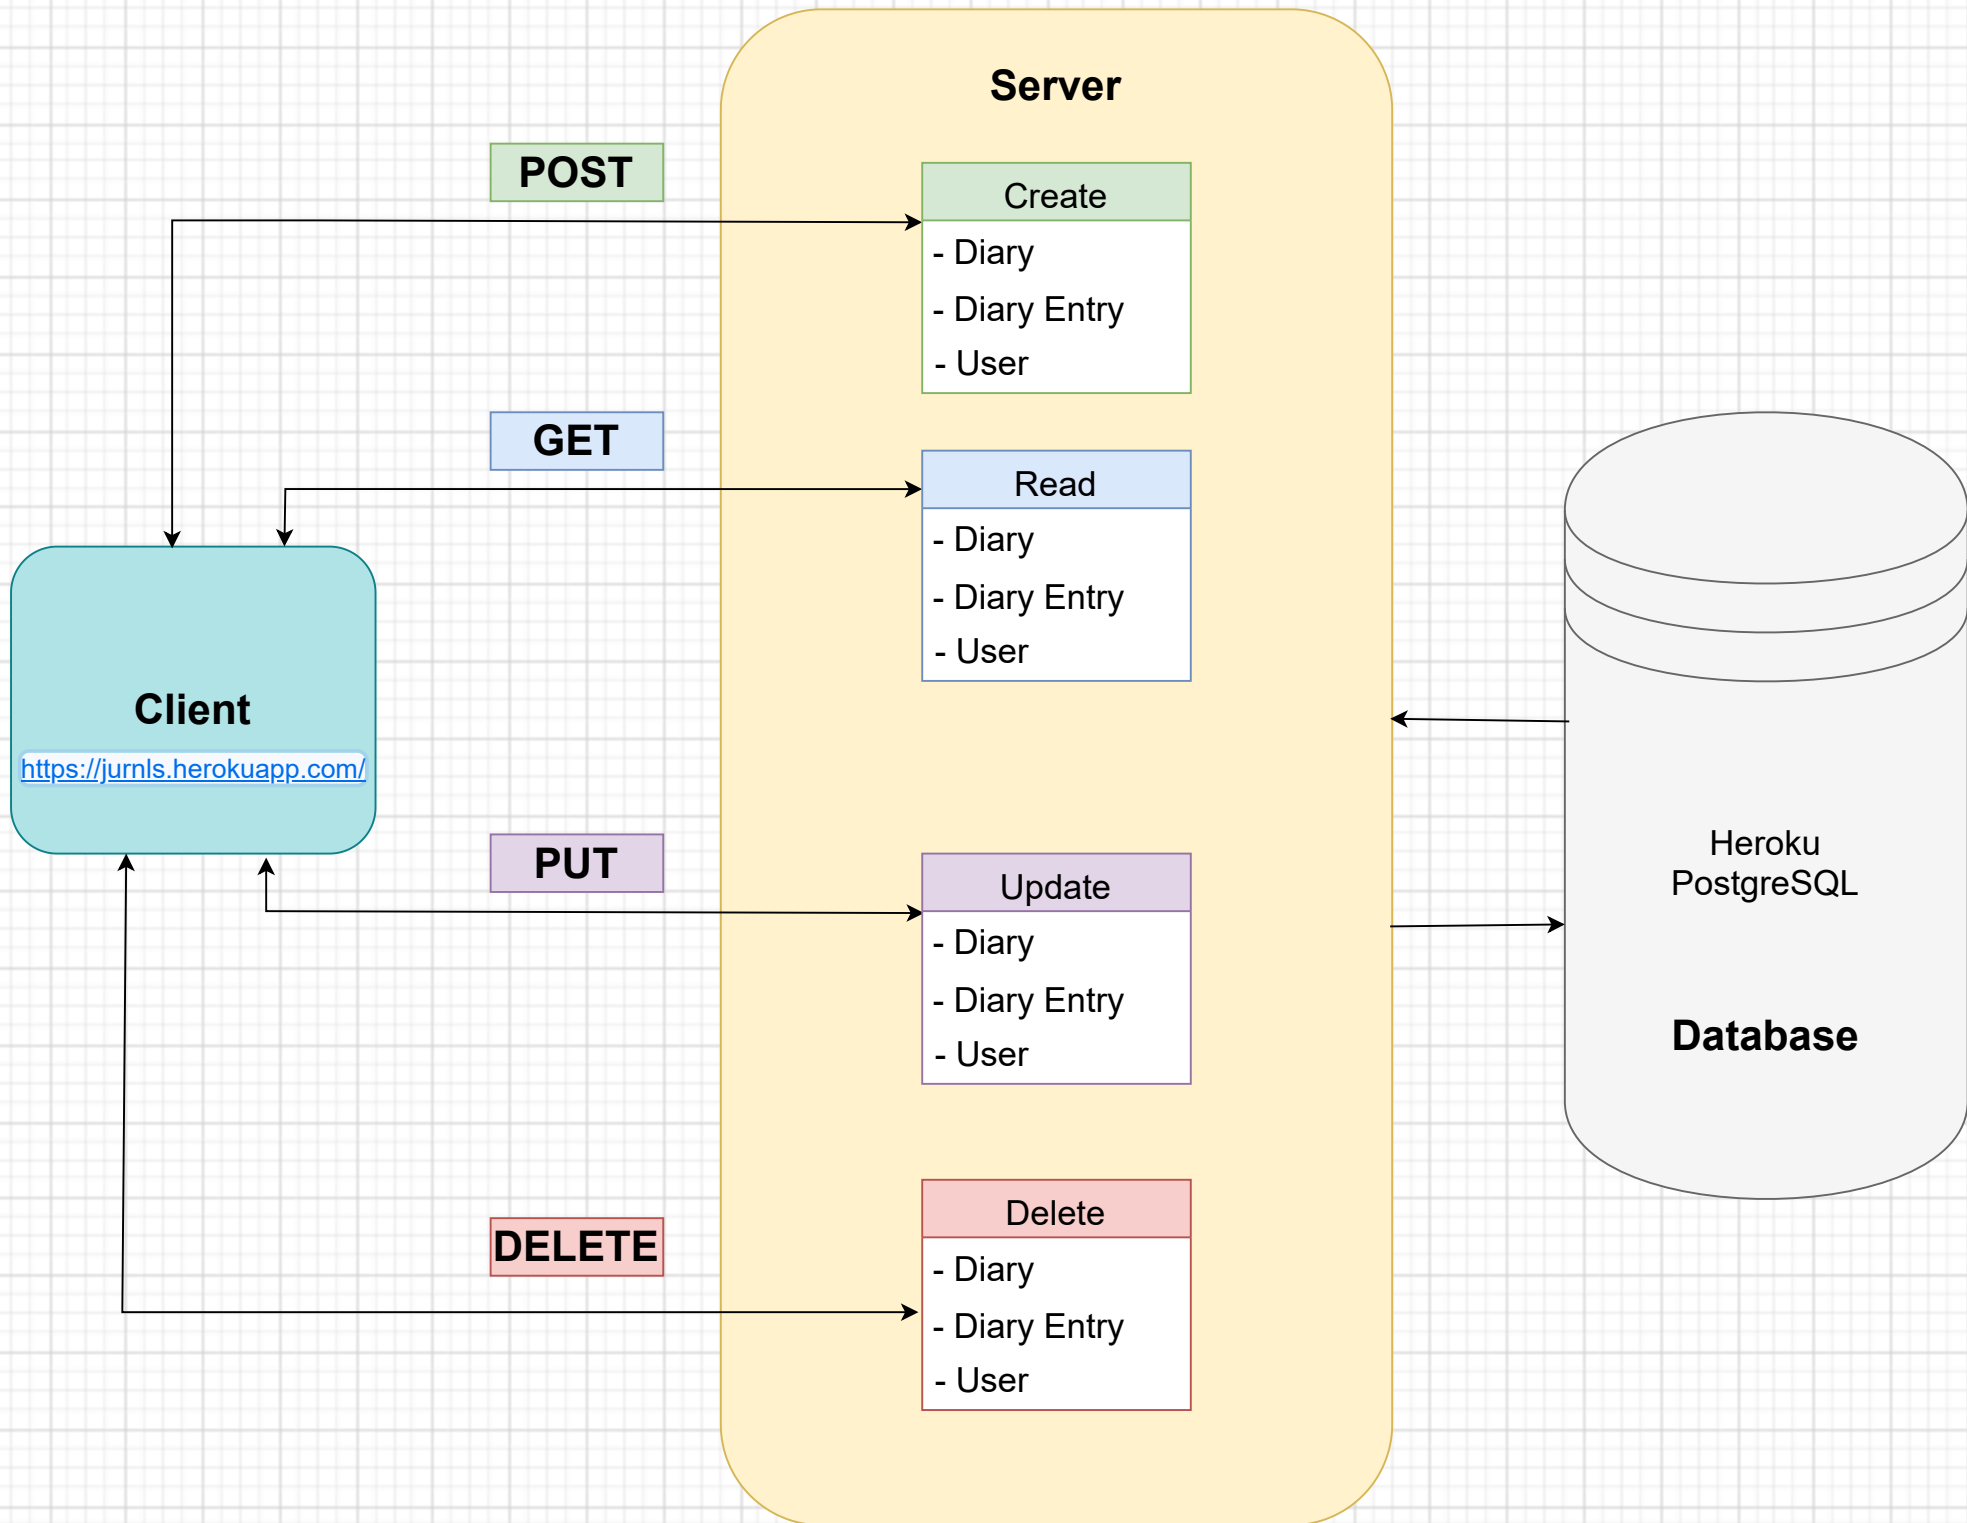 Server
POST
Create
- Diary
- Diary Entry
- User
GET
Read
- Diary
- Diary Entry
- User
Client
https://jurnls.herokuapp.com/
PUT
Update
- Diary
- Diary Entry
- User
DELETE
Delete
- Diary
- Diary Entry
- User
Heroku
PostgreSQL
Database